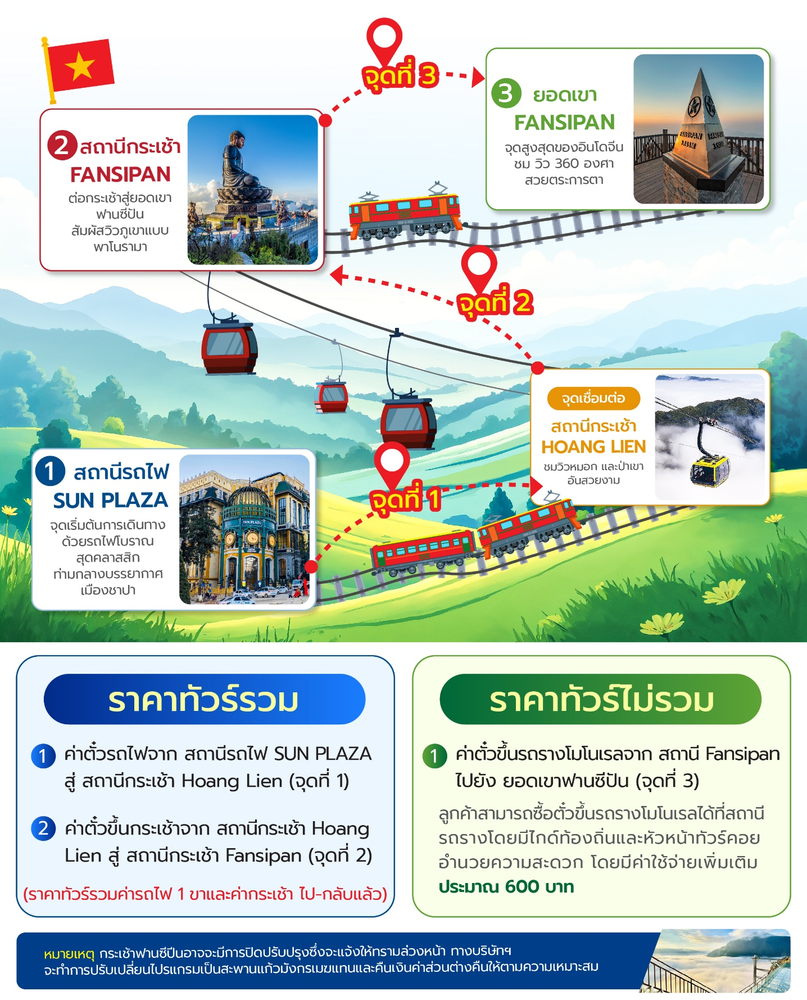 จุดที่ 3
3 ยอดเขา
FANSIPAN
จุดสูงสุดของอินโดจีน
ชม วิว 360 องศา
สวยตระการตา
FANSIPAN
2 สถานีกระเช้า
FANSIPAN
ต่อกระเช้าสู่ยอดเขา
ฟานซีปัน
สัมผัสวิวภูเขาแบบ
พาโนรามา
จุดที่ 2
จุดเชื่อมต่อ
สถานีกระเช้า
HOANG LIEN
ชมวิวหมอก และป่าเขา
อันสวยงาม
1 สถานีรถไฟ
SUN PLAZA
จุดเริ่มต้นการเดินทาง
ด้วยรถไฟโบราณ
สุดคลาสสิก
ท่ามกลางบรรยากาศ
เมืองซาปา
SUN PLAZA
จุดที่ 1
ราคาทัวร์รวม
1 ค่าตั๋วรถไฟจาก สถานีรถไฟ SUN PLAZA
สู่ สถานีกระเช้า Hoang Lien (จุดที่ 1)
2 ค่าตั๋วขึ้นกระเช้าจาก สถานีกระเช้า Hoang
Lien สู่ สถานีกระเช้า Fansipan (จุดที่ 2)
(ราคาทัวร์รวมค่ารถไฟ 1 ขาและค่ากระเช้า ไป-กลับแล้ว)
ราคาทัวร์ไม่รวม
1 ค่าตั๋วขึ้นรถรางโมโนเรลจาก สถานี Fansipan
ไปยัง ยอดเขาฟานซีปัน (จุดที่ 3)
ลูกค้าสามารถซื้อตั๋วขึ้นรถรางโมโนเรลได้ที่สถานี
รถรางโดยมีไกด์ท้องถิ่นและหัวหน้าทัวร์คอย
อำนวยความสะดวก โดยมีค่าใช้จ่ายเพิ่มเติม
ประมาณ 600 บาท
หมายเหตุ กระเช้าฟานซีปีนอาจจะมีการปิดปรับปรุงซึ่งจะแจ้งให้ทรามล่วงหน้า ทางบริษัทฯ
จะทำการปรับเปลี่ยนไปรแกรมเป็นสะพานแก้วมังกรเมฆแทนและคืนเงินค่าส่วนต่างคืนให้ตามความเหมาะสม